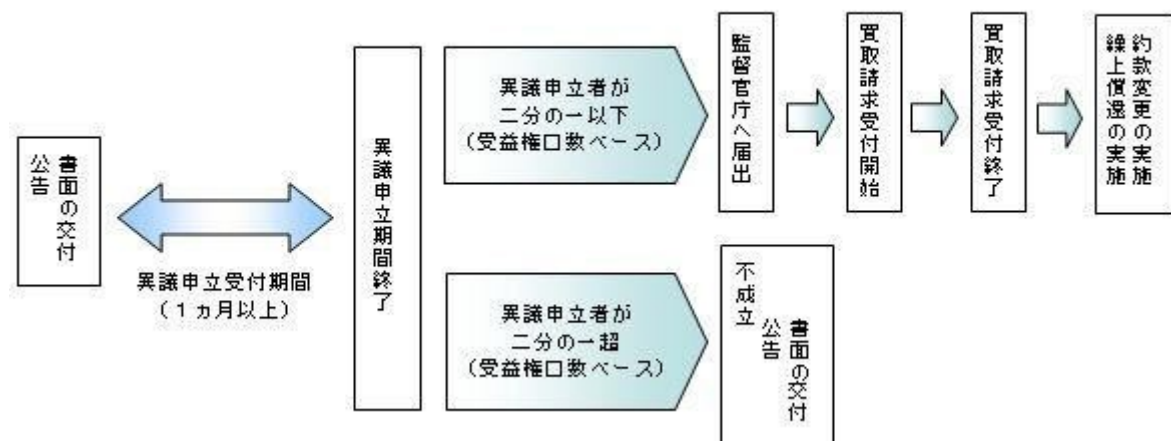 書面の交付
公告
異議申立受付期間
(1ヵ月以上)
異議申立期間終了
異議申立者が
二分の一以下
(受益権口数ベース)
監督官庁へ届出
買取請求受付開始
買取請求受付終了
約款変更の実施
繰上償還の実施
異議申立者が
二分の一超
(受益権口数ベース)
不成立
書面の交付
公告